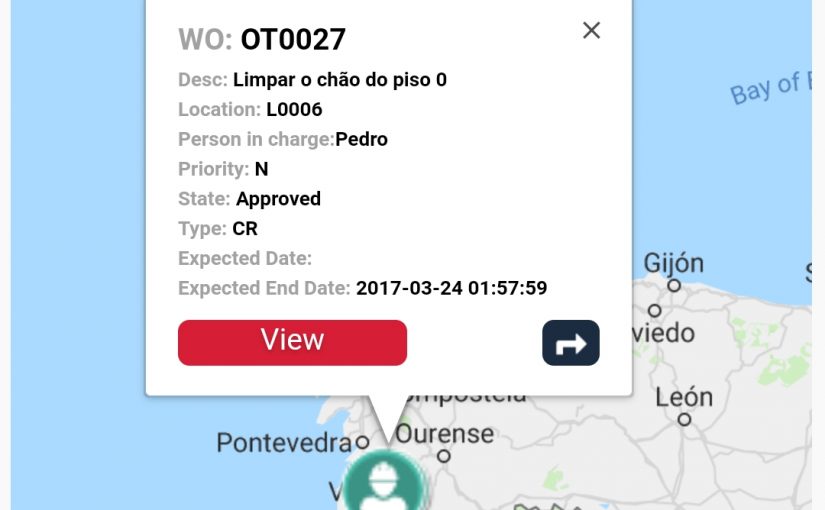 WO: OT0027
Desc: Limpar o chão do piso 0
Location: L0006
Person in charge:Pedro
Priority: N
State: Approved
Type: CR
Expected Date:
Expected End Date: 2017-03-24 01:57:59
View
Bay of
Gijón
viedo
León
Ourense
Pontevedra